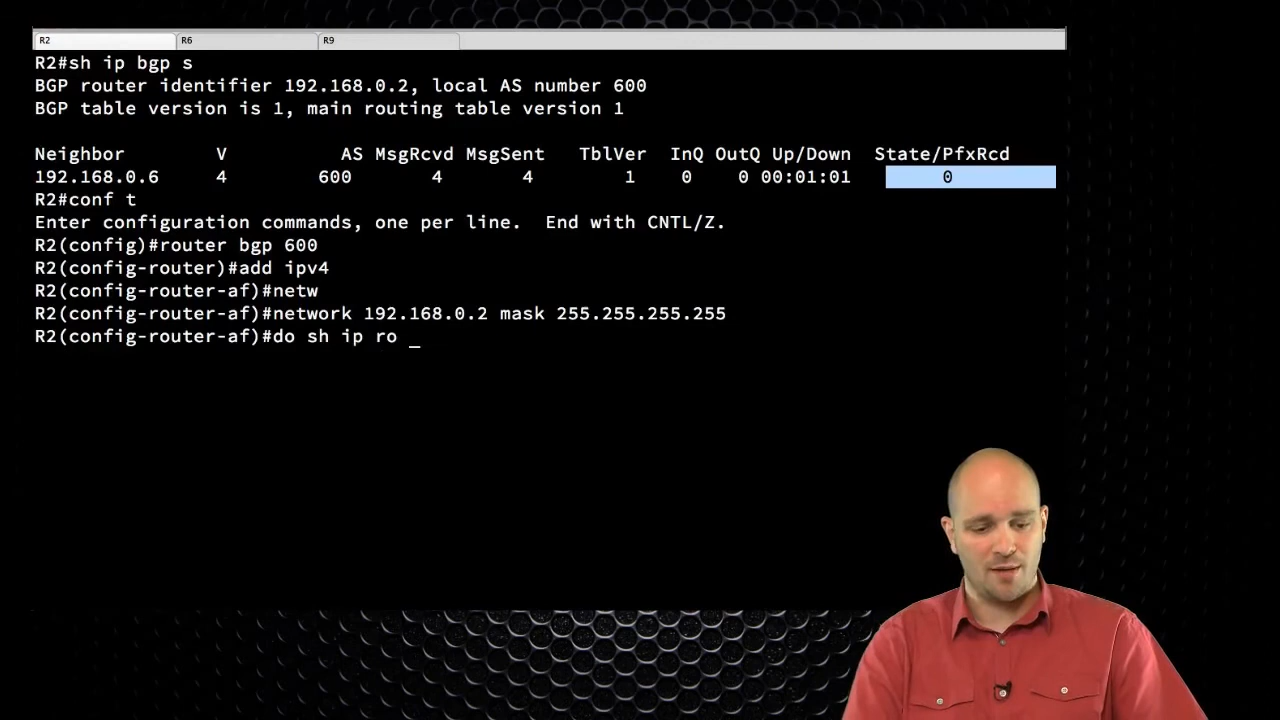 R2 R6 R9
R2#sh ip bgp s
BGP router identifier 192.168.0.2, local AS number 600
BGP table version is 1, main routing table version 1
Neighbor V AS MsgRcvd MsgSent TblVer InQ OutQ Up/Down State/PfxRcd
192.168.0.6 4 600 4 4 1 0 0 00:01:01 0
R2#conf t
Enter configuration commands, one per line. End with CNTL/Z.
R2(config)#router bgp 600
R2(config-router)#add ipv4
R2(config-router-af)#netw
R2(config-router-af)#network 192.168.0.2 mask 255.255.255.255
R2(config-router-af)#do sh ip ro _